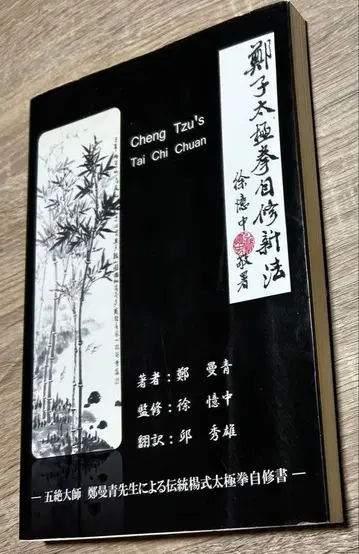 Cheng Tzu's
Tai Chi Chuan
鄭子太極拳自修新法
徐憶中
敬署
著者:鄭 曼青
監修:徐 憶中
翻訳:邱 秀雄
― 五絶大師 鄭曼青先生による伝統楊式太極拳自修書 ―